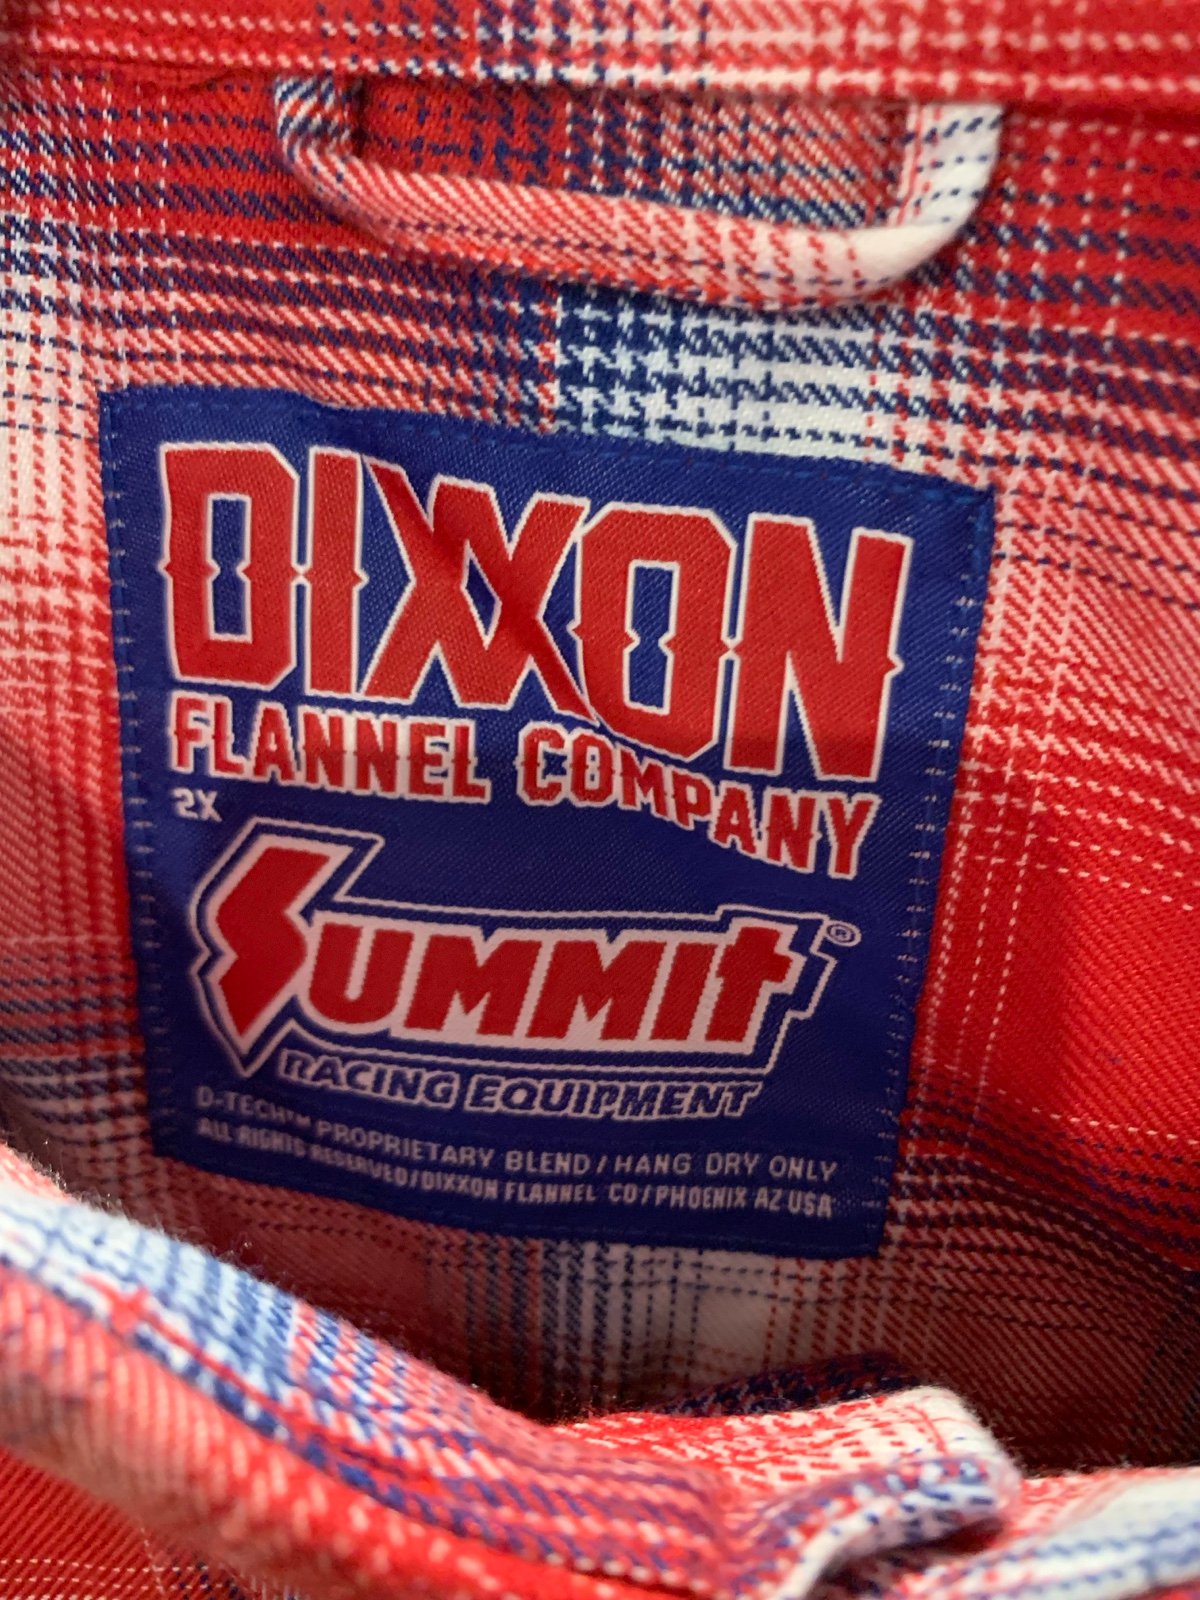 DIXXON
FLANNEL COMPANY
2X
SUMMIT®
RACING EQUIPMENT
D-TECH™ PROPRIETARY BLEND / HANG DRY ONLY
ALL RIGHTS RESERVED / DIXXON FLANNEL CO / PHOENIX AZ USA